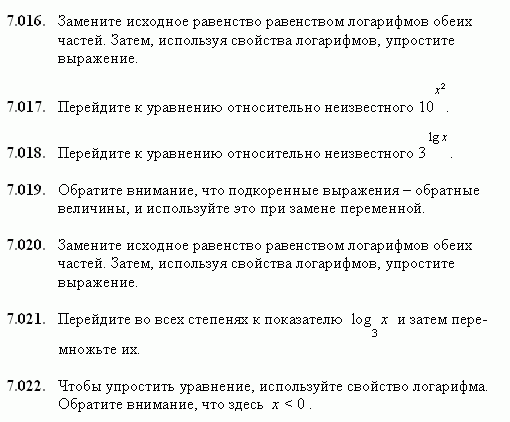 7.016. Замените исходное равенство равенством логарифмов обеих
частей. Затем, используя свойства логарифмов, упростите
выражение.
7.017. Перейдите к уравнению относительно неизвестного 10^{x^2}.
7.018. Перейдите к уравнению относительно неизвестного 3^{lg x}.
7.019. Обратите внимание, что подкоренные выражения – обратные
величины, и используйте это при замене переменной.
7.020. Замените исходное равенство равенством логарифмов обеих
частей. Затем, используя свойства логарифмов, упростите
выражение.
7.021. Перейдите во всех степенях к показателю log_3 x и затем пере-
множьте их.
7.022. Чтобы упростить уравнение, используйте свойство логарифма.
Обратите внимание, что здесь x < 0 .